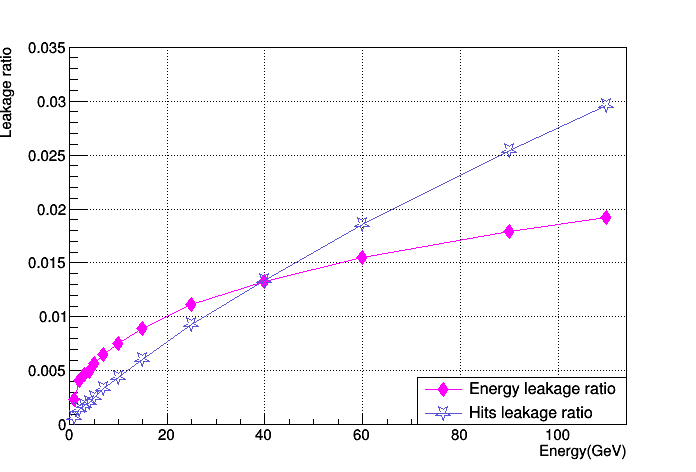 0.035
Leakage ratio
0.03
0.025
0.02
0.015
0.01
0.005
0
0 20 40 60 80 100
Energy(GeV)
Energy leakage ratio
Hits leakage ratio